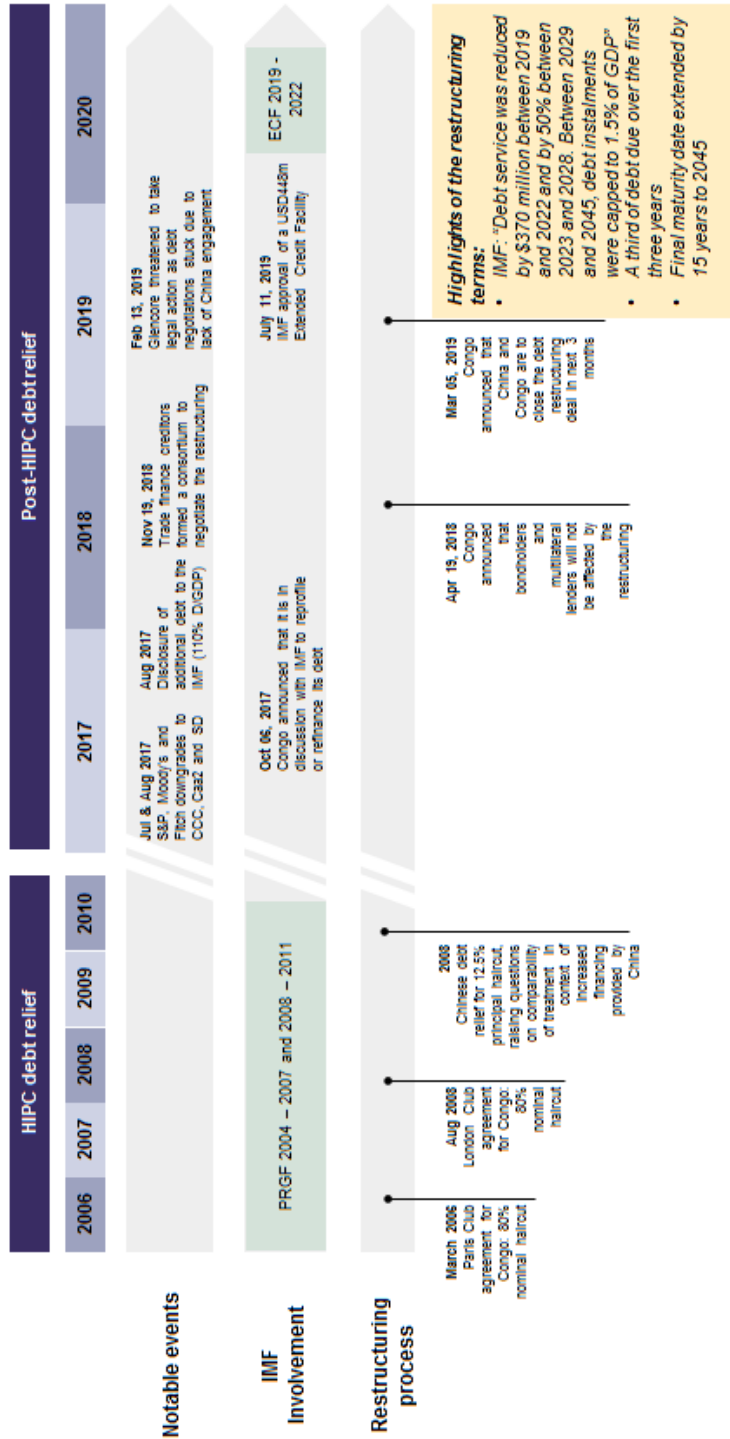 HIPC debt relief
Post-HIPC debt relief
2006
2007
2008
2009
2010
2017
2018
2019
2020
Notable events
Jul & Aug 2017
S&P, Moody's and
Fitch downgrades to
CCC, Caa2 and SD
Aug 2017
Disclosure of
additional debt to the
IMF (110% D/GDP)
Nov 19, 2018
Trade finance creditors
formed a consortium to
negotiate the restructuring
Feb 13, 2019
Glencore threatened to take
legal action as debt
negotiations stuck due to
lack of China engagement
IMF
Involvement
PRGF 2004 – 2007 and 2008 – 2011
Oct 06, 2017
Congo announced that it is in
discussion with IMF to reprofile
or refinance its debt
July 11, 2019
IMF approval of a USD448m
Extended Credit Facility
ECF 2019 -
2022
Restructuring
process
March 2006
Paris Club
agreement for
Congo: 80%
nominal haircut
Aug 2008
London Club
agreement
for Congo:
80%
nominal
haircut
2008
Chinese debt
relief for 12.5%
principal haircut,
raising questions
on comparability
of treatment in
context of
increased
financing
provided by
China
Apr 19, 2018
Congo
announced
that
bondholders
and
multilateral
lenders will not
be affected by
the
restructuring
Mar 05, 2019
Congo
announced that
China and
Congo are to
close the debt
restructuring
deal in next 3
months
Highlights of the restructuring
terms:
• IMF: “Debt service was reduced
by $370 million between 2019
and 2022 and by 50% between
2023 and 2028. Between 2029
and 2045, debt instalments
were capped to 1.5% of GDP”
• A third of debt due over the first
three years
• Final maturity date extended by
15 years to 2045